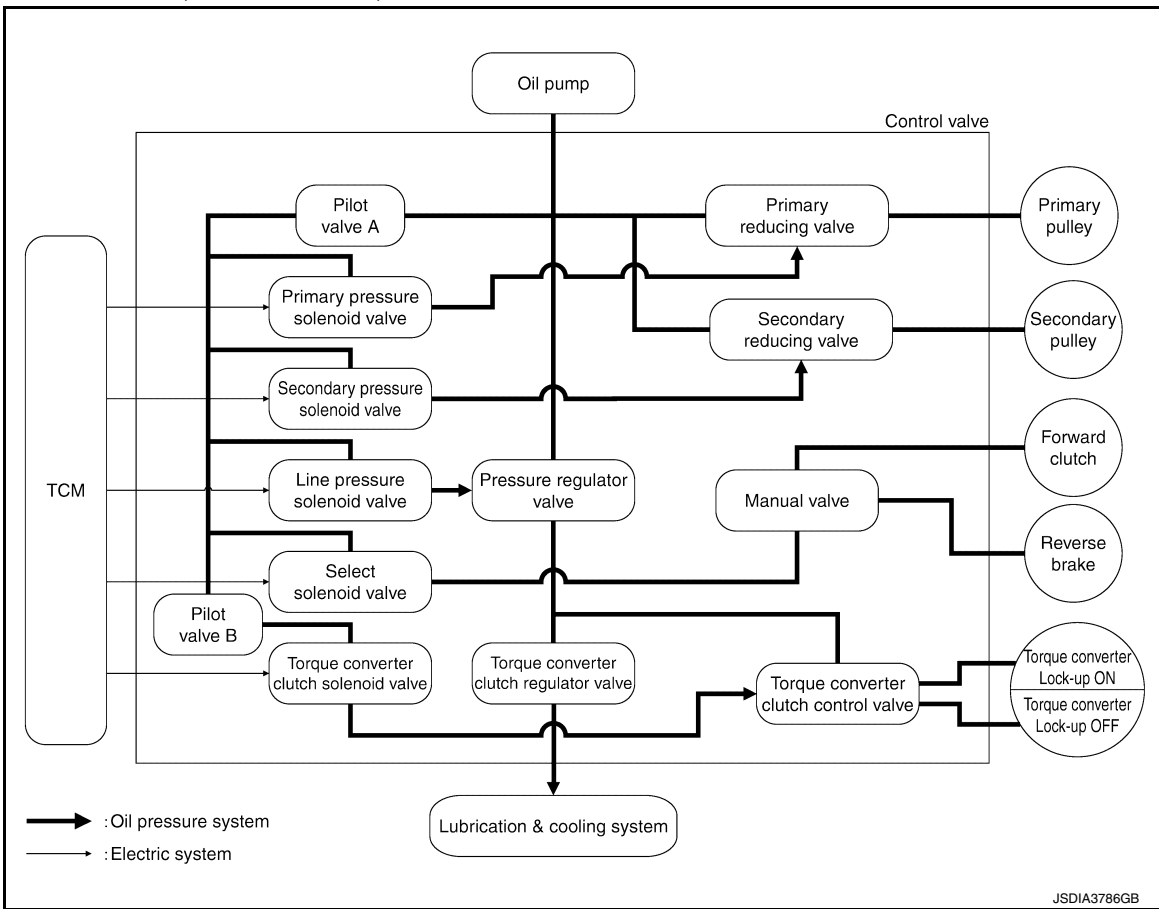 Oil pump
Control valve
Pilot
valve A
Primary
reducing valve
Primary
pulley
Primary pressure
solenoid valve
Secondary
reducing valve
Secondary
pulley
Secondary pressure
solenoid valve
Forward
clutch
TCM
Line pressure
solenoid valve
Pressure regulator
valve
Manual valve
Reverse
brake
Select
solenoid valve
Pilot
valve B
Torque converter
clutch solenoid valve
Torque converter
clutch regulator valve
Torque converter
clutch control valve
Torque converter
Lock-up ON
Torque converter
Lock-up OFF
Lubrication & cooling system
:Oil pressure system
:Electric system
JSDIA3786GB